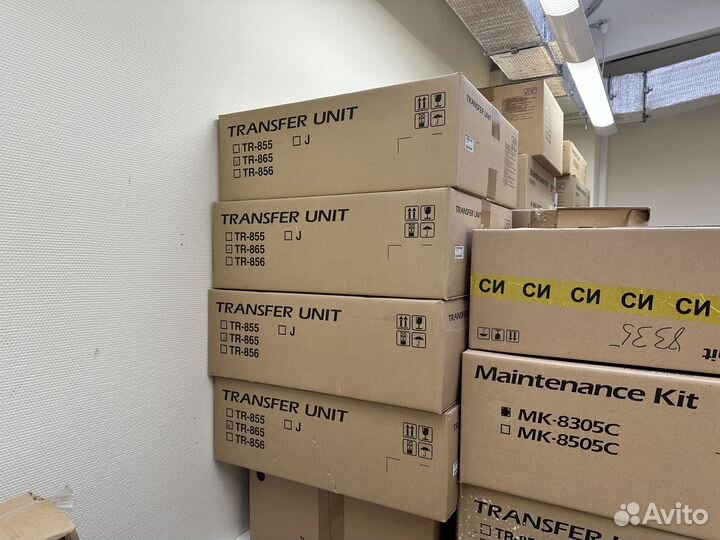 TRANSFER UNIT
TR-855 J
TR-865
TR-856
TRANSFER UNIT
TR-855 J
TR-865
TR-856
TRANSFER UNIT
TR-855 J
TR-865
TR-856
TRANSFER UNIT
TR-855 J
TR-865
TR-856
СИ СИ СИ СИ СИ
8335
Maintenance Kit
MK-8305C
MK-8505C
TRANSFER UNIT
Avito